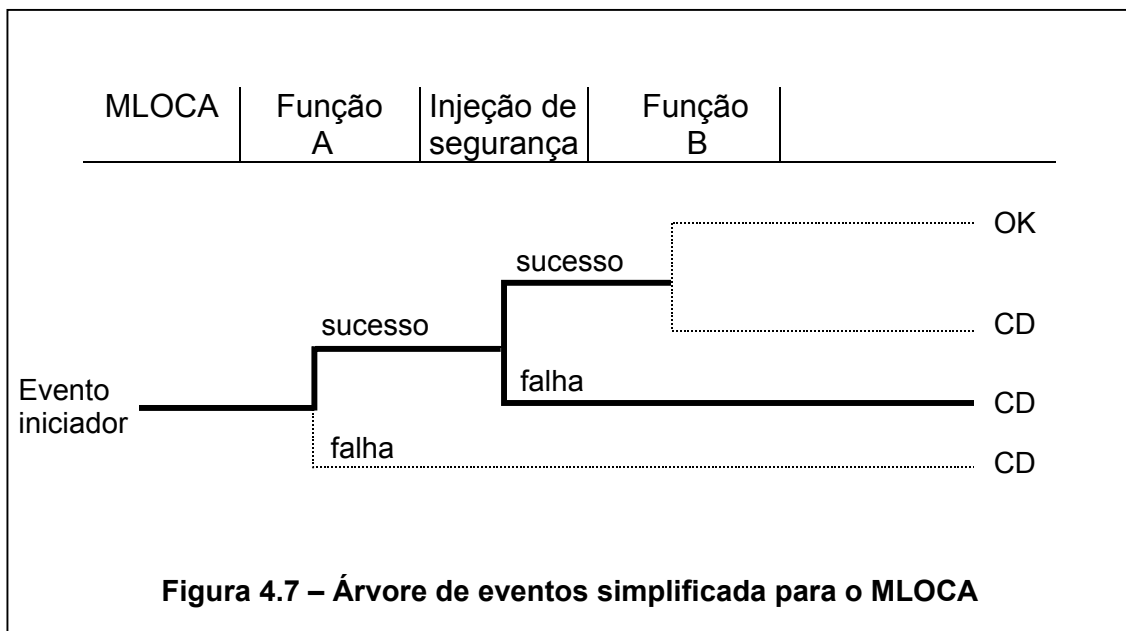 MLOCA
Função
A
Injeção de
segurança
Função
B
OK
sucesso
CD
sucesso
Evento
iniciador
falha
CD
falha
CD
Figura 4.7 – Árvore de eventos simplificada para o MLOCA